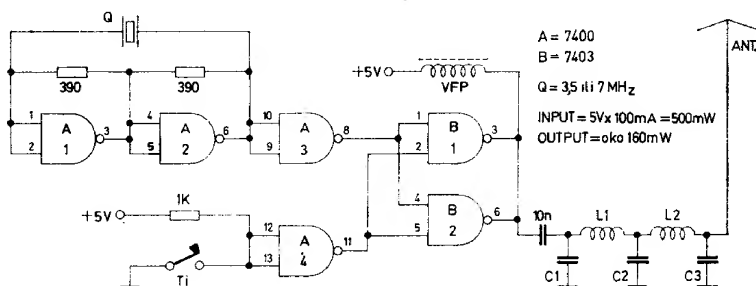 Q
390
390
1
2
A
1
3
4
5
A
2
6
10
9
A
3
8
+5V
VFP
1
2
B
1
3
4
5
B
2
6
+5V
1K
Tj
12
13
A
4
11
10n
L1
L2
C1
C2
C3
A = 7400
B = 7403
Q = 3,5 ili 7 MHz
INPUT = 5V x 100mA = 500mW
OUTPUT = oko 160mW
ANT.